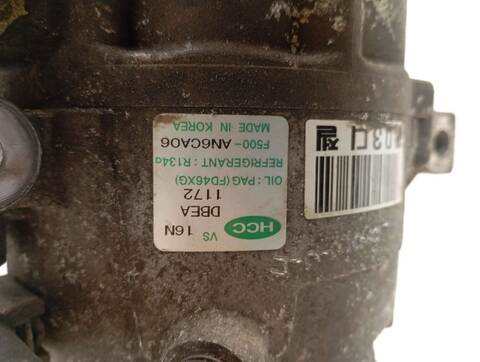 HCC
VS 16N
DBEA
1172
OIL : PAG (FD46XG)
REFRIGERANT : R134a
F500-AN6CA06
MADE IN KOREA